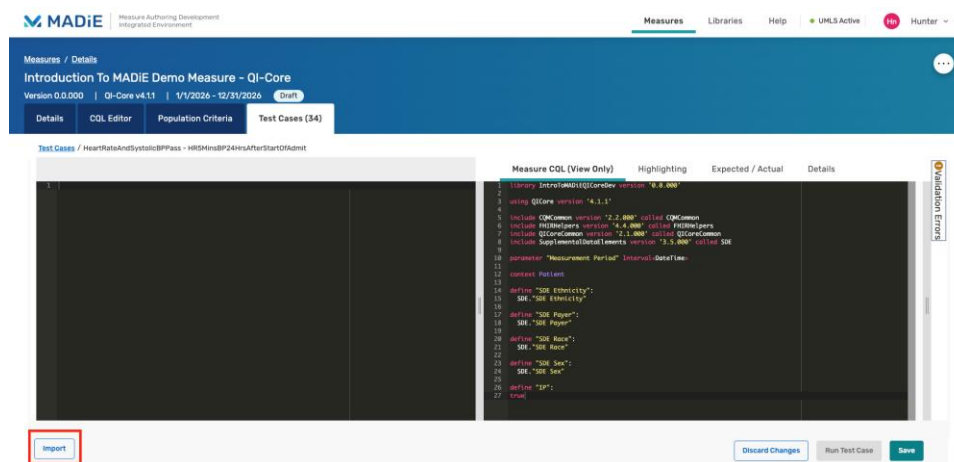 MADiE
Measure Authoring Development
Integrated Environment
Measures Libraries Help UMLS Active Hn Hunter
Measures / Details
Introduction To MADiE Demo Measure - QI-Core
Version 0.0.000 | QI-Core v4.1.1 | 1/1/2026 - 12/31/2026 Draft
Details CQL Editor Population Criteria Test Cases (34)
Test Cases / HeartRateAndSystolicBPPass - HR5MinsBP24HrsAfterStartOfAdmit
Measure CQL (View Only) Highlighting Expected / Actual Details
Validation Errors
1
1 library IntroToMADiEQICoreDev version '0.0.000'
2
3 using QICore version '4.1.1'
4
5 include CQMCommon version '2.2.000' called CQMCommon
6 include FHIRHelpers version '4.4.000' called FHIRHelpers
7 include QICoreCommon version '2.1.000' called QICoreCommon
8 include SupplementalDataElements version '3.5.000' called SDE
9
10 parameter "Measurement Period" Interval<DateTime>
11
12 context Patient
13
14 define "SDE Ethnicity":
15 SDE."SDE Ethnicity"
16
17 define "SDE Payer":
18 SDE."SDE Payer"
19
20 define "SDE Race":
21 SDE."SDE Race"
22
23 define "SDE Sex":
24 SDE."SDE Sex"
25
26 define "IP":
27 true
Import Discard Changes Run Test Case Save